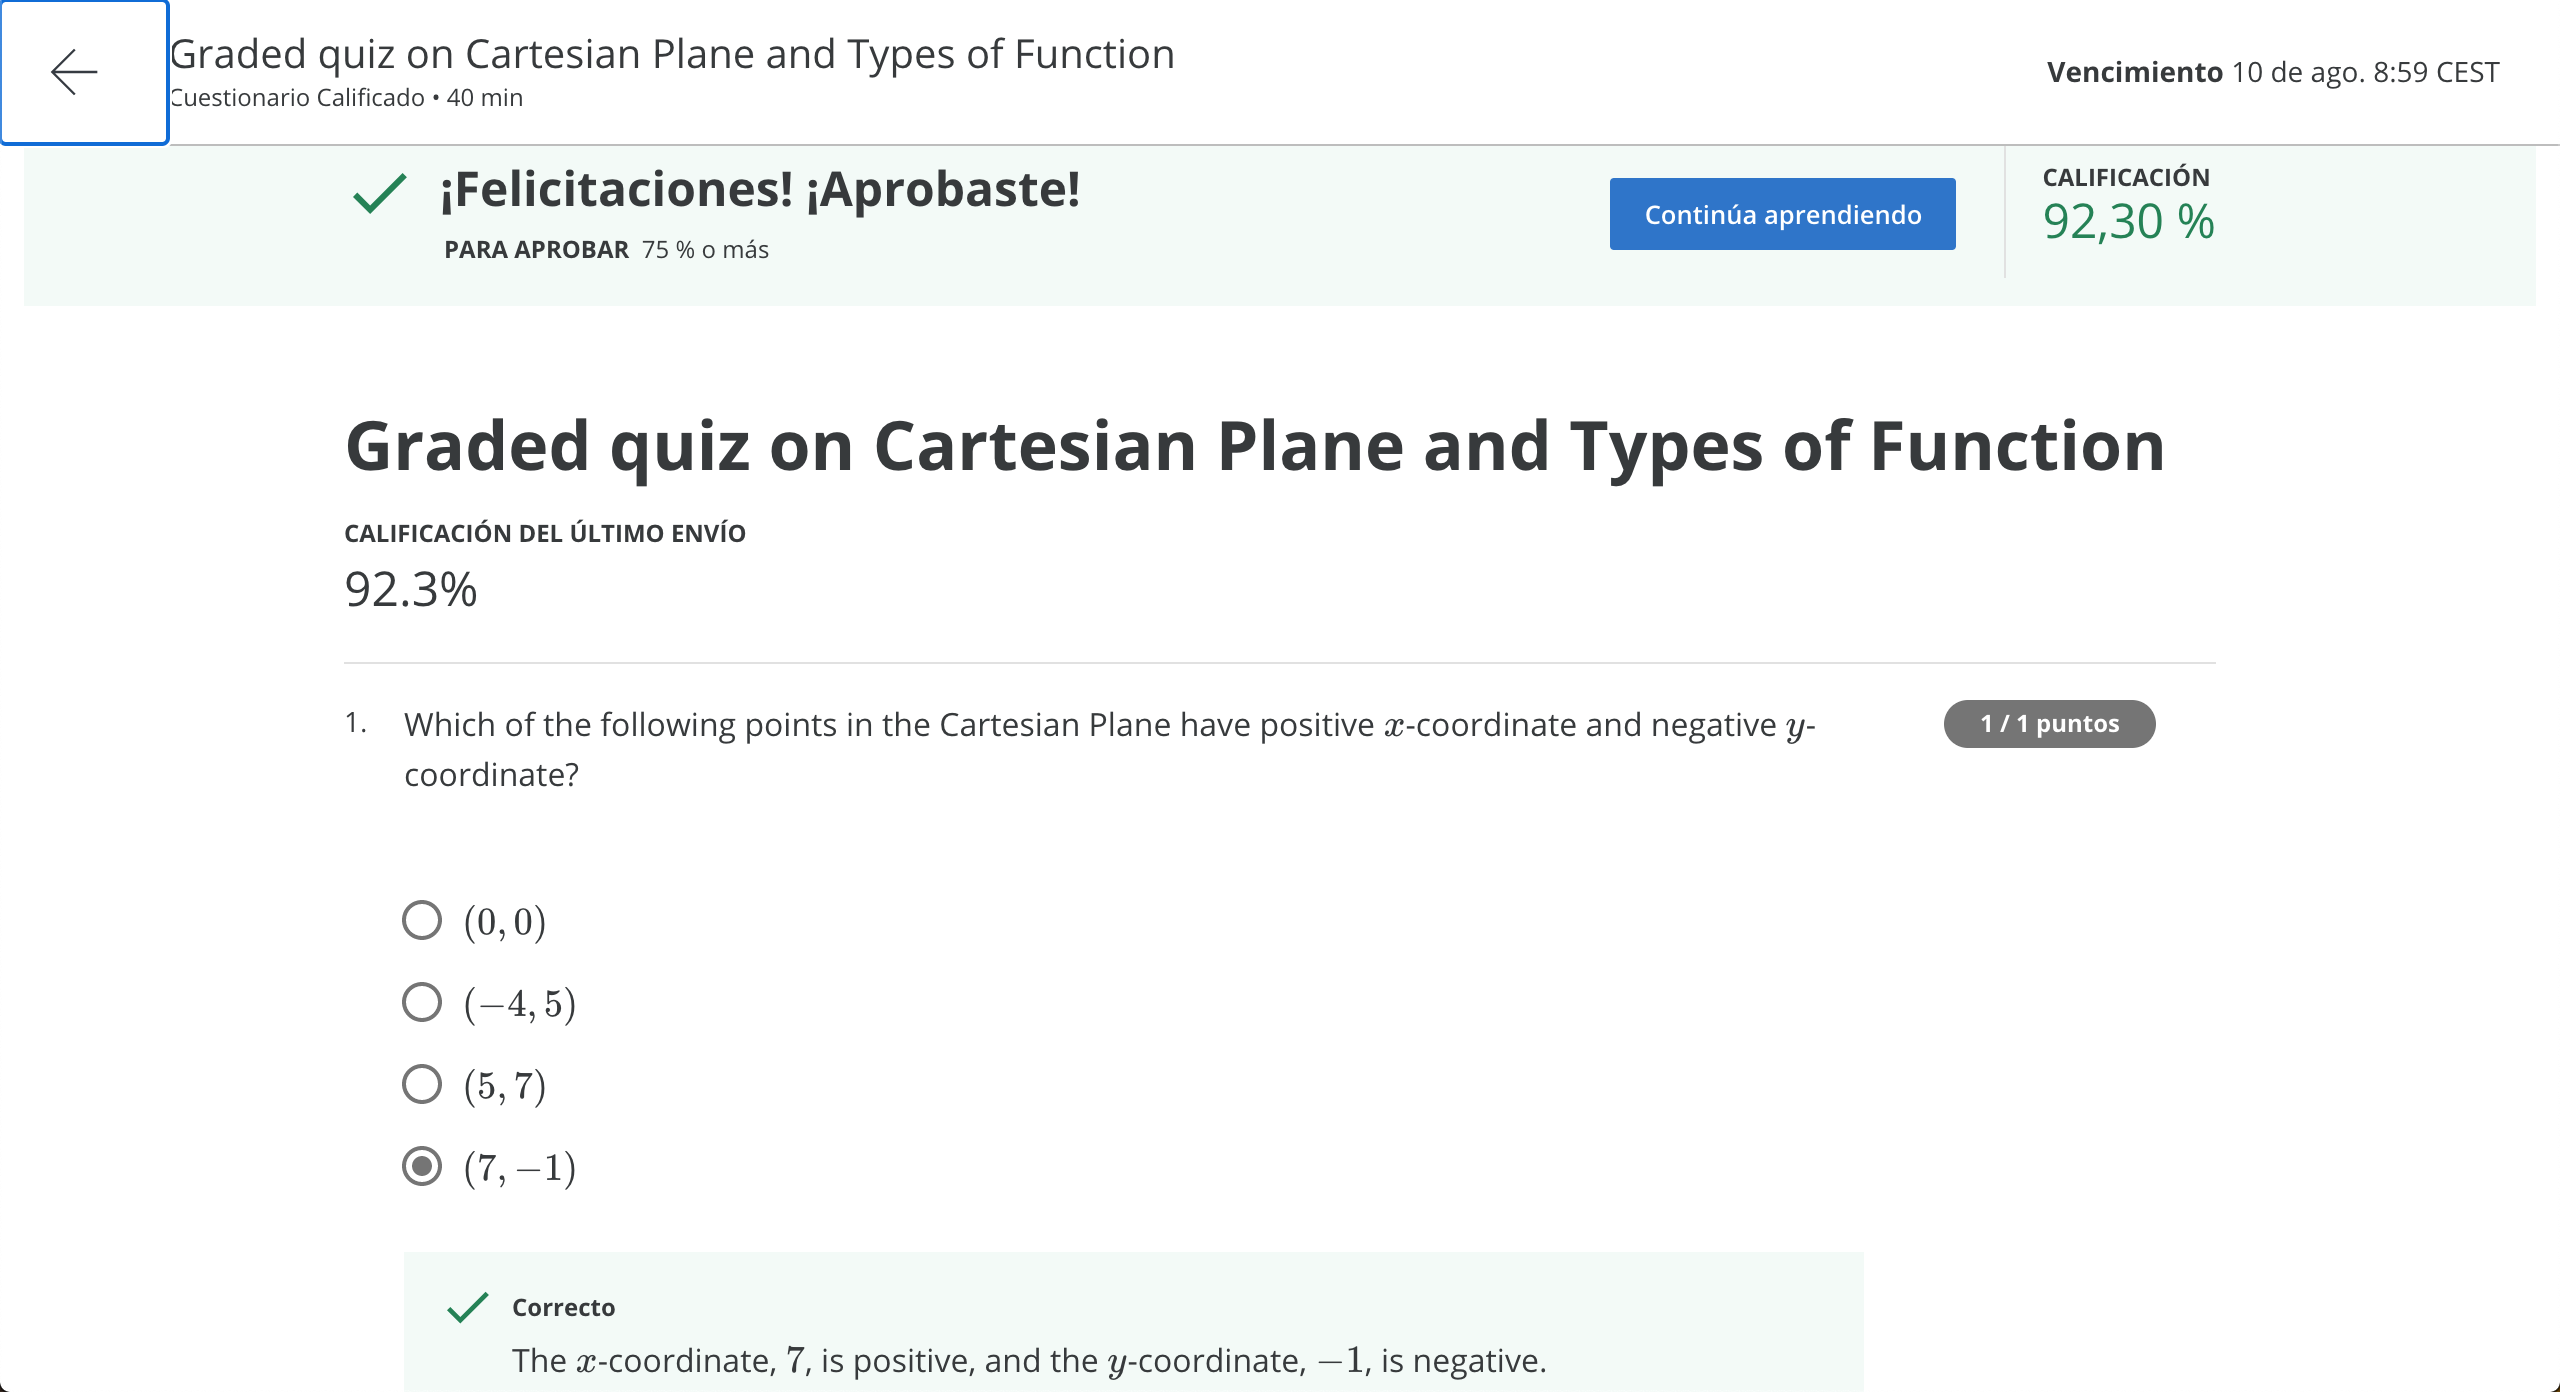 Graded quiz on Cartesian Plane and Types of Function
Cuestionario Calificado • 40 min
Vencimiento 10 de ago. 8:59 CEST
¡Felicitaciones! ¡Aprobaste!
PARA APROBAR 75 % o más
Continúa aprendiendo
CALIFICACIÓN
92,30 %
Graded quiz on Cartesian Plane and Types of Function
CALIFICACIÓN DEL ÚLTIMO ENVÍO
92.3%
1. Which of the following points in the Cartesian Plane have positive x-coordinate and negative y-
coordinate?
1 / 1 puntos
(0, 0)
(−4, 5)
(5, 7)
(7, −1)
Correcto
The x-coordinate, 7, is positive, and the y-coordinate, −1, is negative.